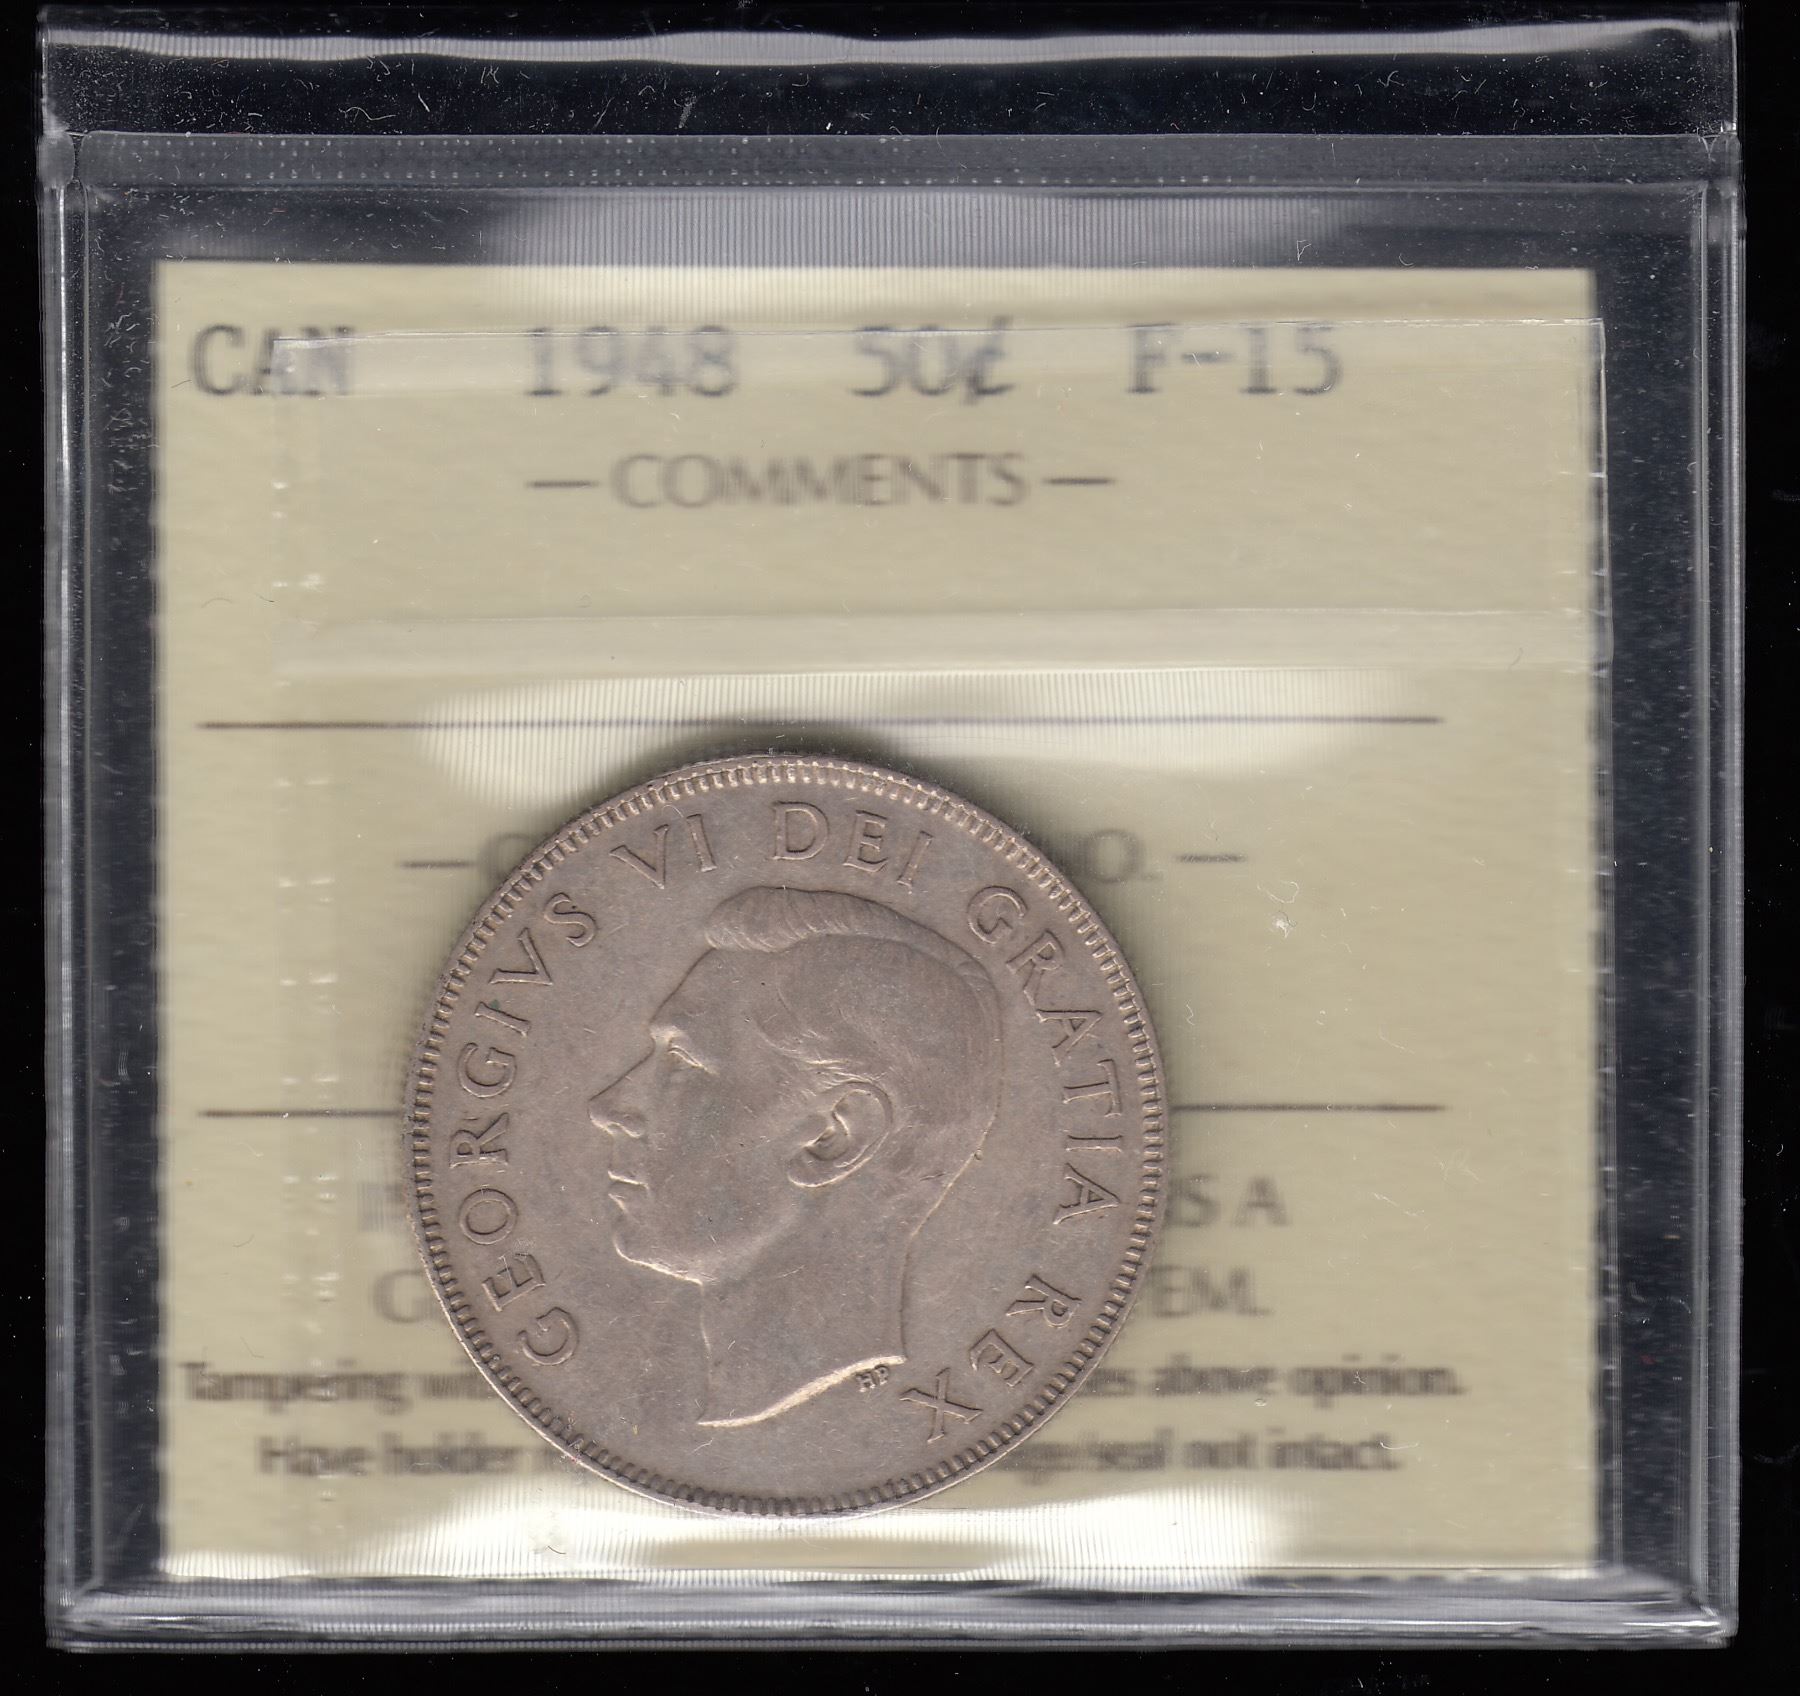 CAN 1948 50¢ F-15
— COMMENTS —
GEORGIVS VI DEI GRATIA REX
HP
S A
EM.
Tampering above opinion.
Have holder seal not intact.